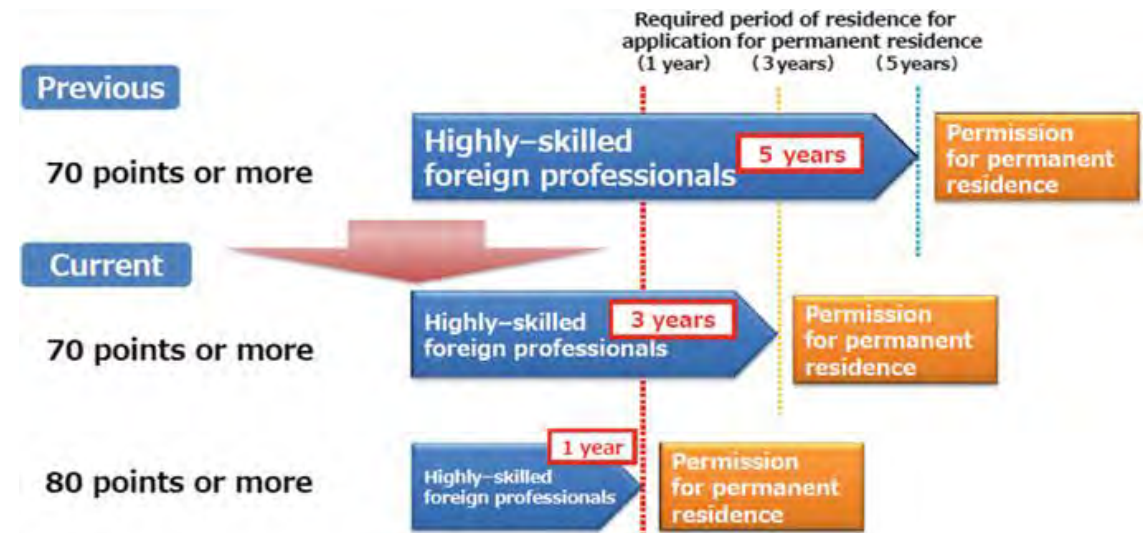 Required period of residence for
application for permanent residence
(1 year) (3 years) (5 years)
Previous
70 points or more
Highly-skilled
foreign professionals
5 years
Permission
for permanent
residence
Current
70 points or more
Highly-skilled
foreign professionals
3 years
Permission
for permanent
residence
80 points or more
Highly-skilled
foreign professionals
1 year
Permission
for permanent
residence